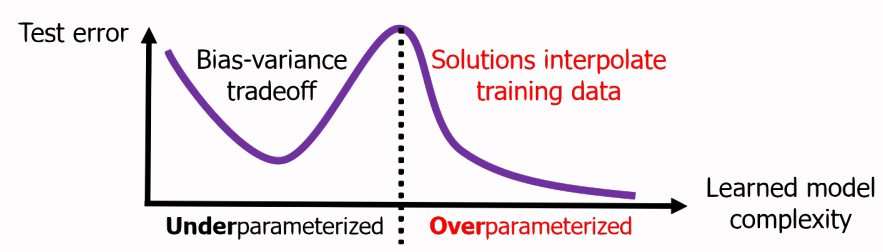 Test error
Bias-variance
tradeoff
Solutions interpolate
training data
Learned model
complexity
Underparameterized
Overparameterized